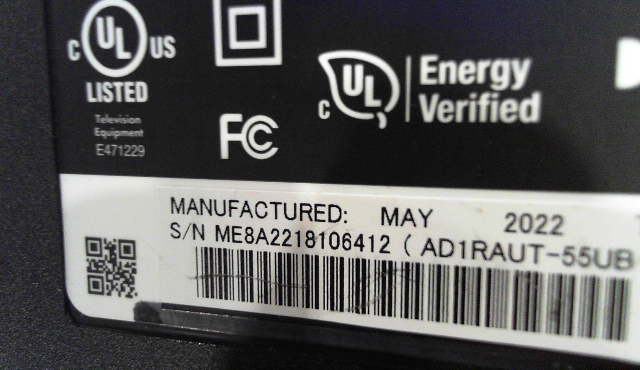 C UL US
LISTED
Television
Equipment
E471229
FC
C UL
Energy
Verified
MANUFACTURED: MAY 2022
S/N ME8A2218106412 ( AD1RAUT-55UB